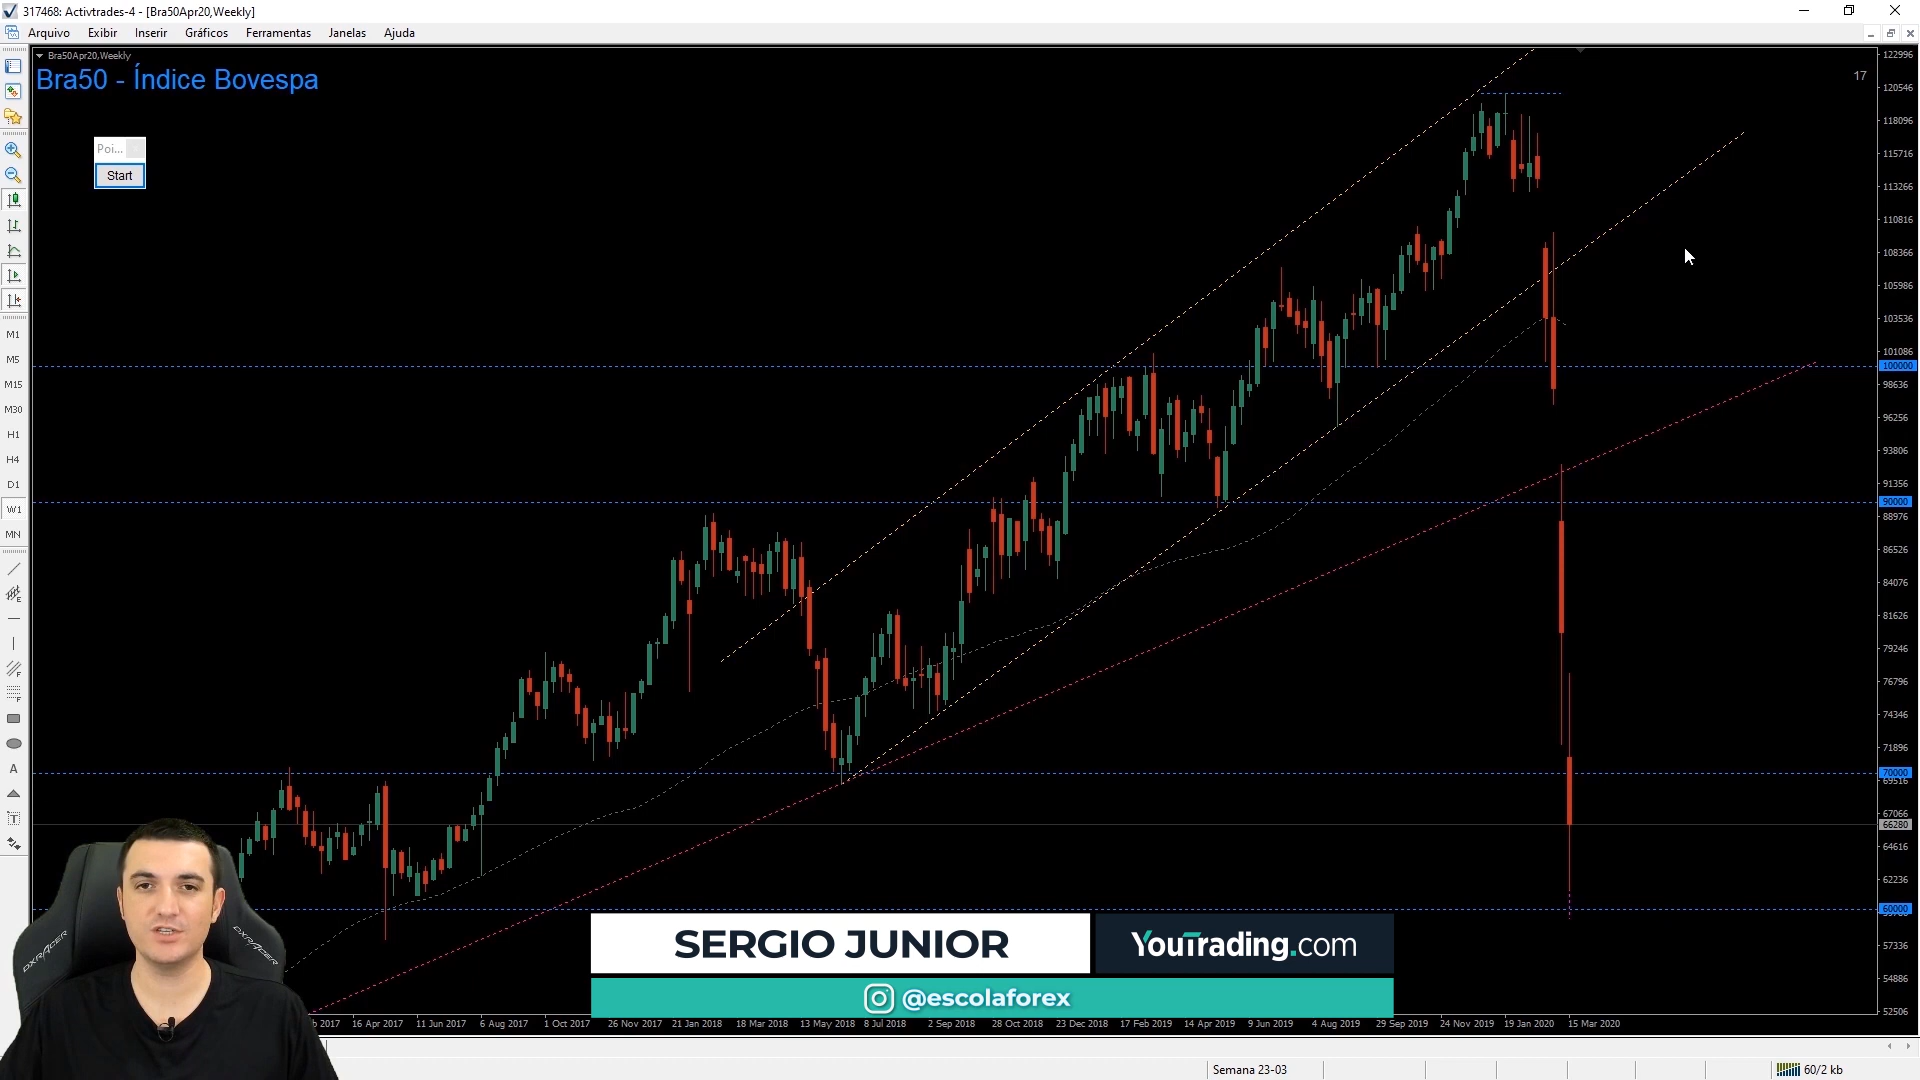 317468: Activtrades-4 - [Bra50Apr20,Weekly]
Arquivo Exibir Inserir Gráficos Ferramentas Janelas Ajuda
Bra50Apr20,Weekly
Bra50 - Índice Bovespa
17
Poi...
Start
M1
M5
M15
M30
H1
H4
D1
W1
MN
122996
120546
118096
115716
113266
110816
108366
105986
103536
101086
100000
98636
96256
93806
91356
90000
88976
86526
84076
81626
79246
76796
74346
71896
70000
69516
67066
66280
64616
62236
60000
57336
54886
52506
DXRACER
DXRACER
SERGIO JUNIOR
YouTrading.com
@escolaforex
2017 16 Apr 2017 11 Jun 2017 6 Aug 2017 1 Oct 2017 26 Nov 2017 21 Jan 2018 18 Mar 2018 13 May 2018 8 Jul 2018 2 Sep 2018 28 Oct 2018 23 Dec 2018 17 Feb 2019 14 Apr 2019 9 Jun 2019 4 Aug 2019 29 Sep 2019 24 Nov 2019 19 Jan 2020 15 Mar 2020
Semana 23-03
60/2 kb